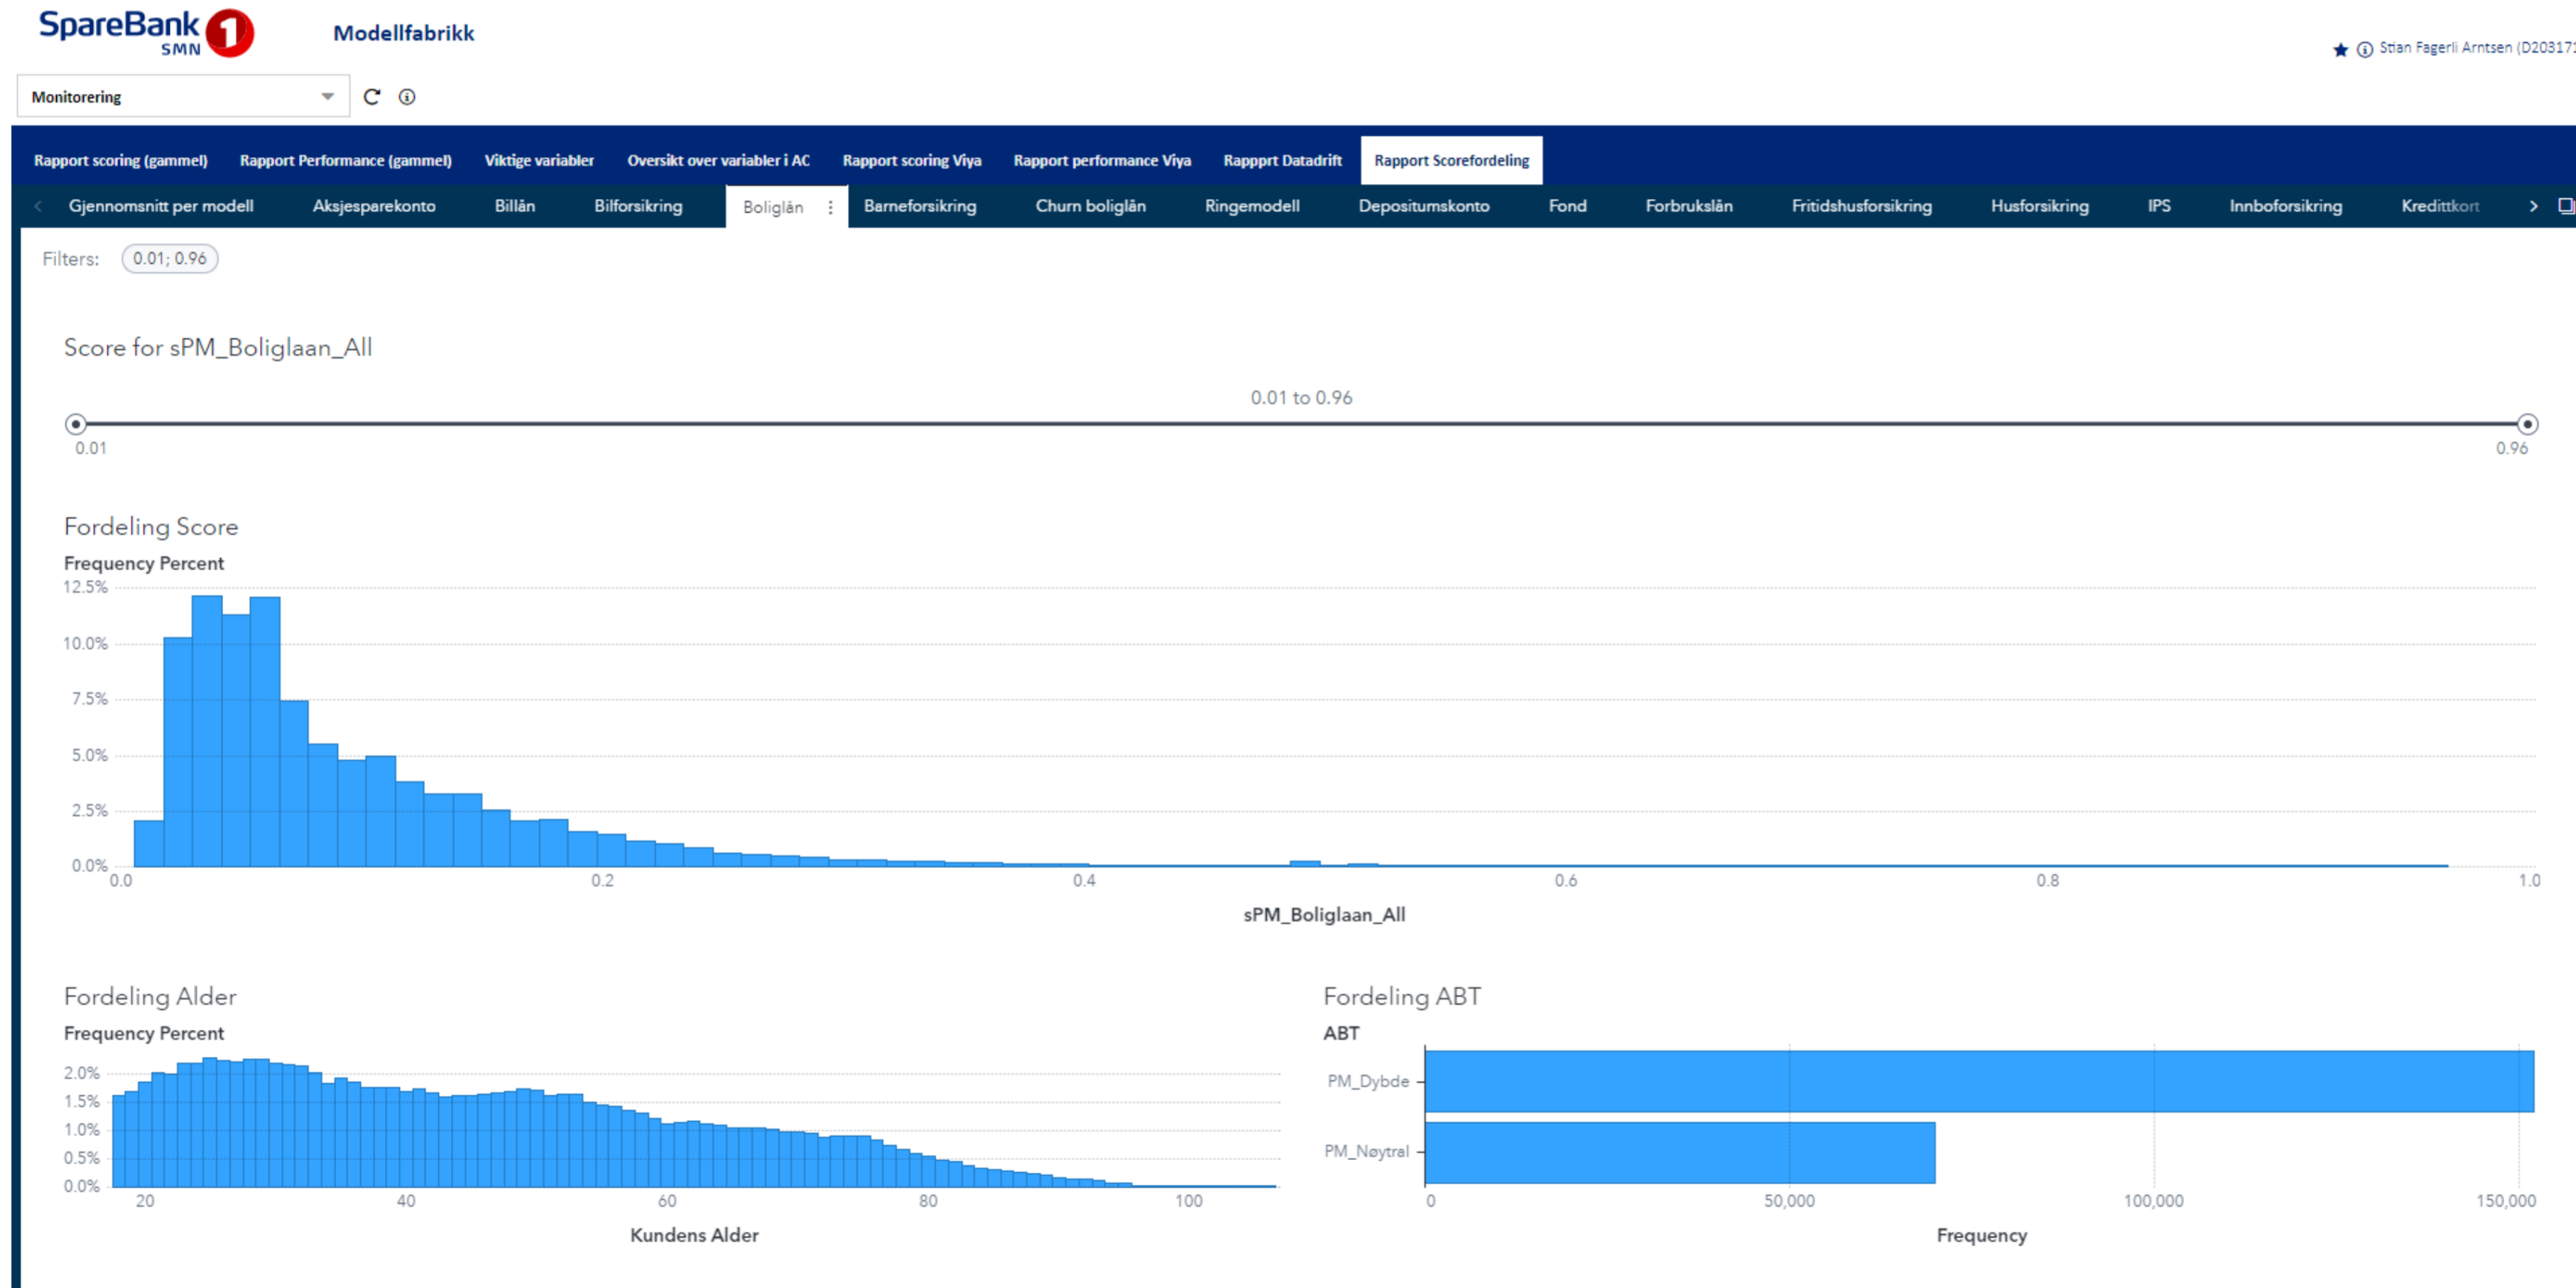 SpareBank 1
SMN
Modellfabrikk
Stian Fagerli Arntsen (D203171
Monitorering
Rapport scoring (gammel) Rapport Performance (gammel) Viktige variabler Oversikt over variabler i AC Rapport scoring Viya Rapport performance Viya Rappprt Datadrift Rapport Scorefordeling
Gjennomsnitt per modell Aksjesparekonto Billån Bilforsikring Boliglån Barneforsikring Churn boliglån Ringemodell Depositumskonto Fond Forbrukslån Fritidshusforsikring Husforsikring IPS Innboforsikring Kredittkort
Filters: 0.01; 0.96
Score for sPM_Boliglaan_All
0.01 to 0.96
0.01 0.96
Fordeling Score
Frequency Percent
12.5%
10.0%
7.5%
5.0%
2.5%
0.0%
0.0 0.2 0.4 0.6 0.8 1.0
sPM_Boliglaan_All
Fordeling Alder
Frequency Percent
2.0%
1.5%
1.0%
0.5%
0.0%
20 40 60 80 100
Kundens Alder
Fordeling ABT
ABT
PM_Dybde
PM_Nøytral
0 50,000 100,000 150,000
Frequency